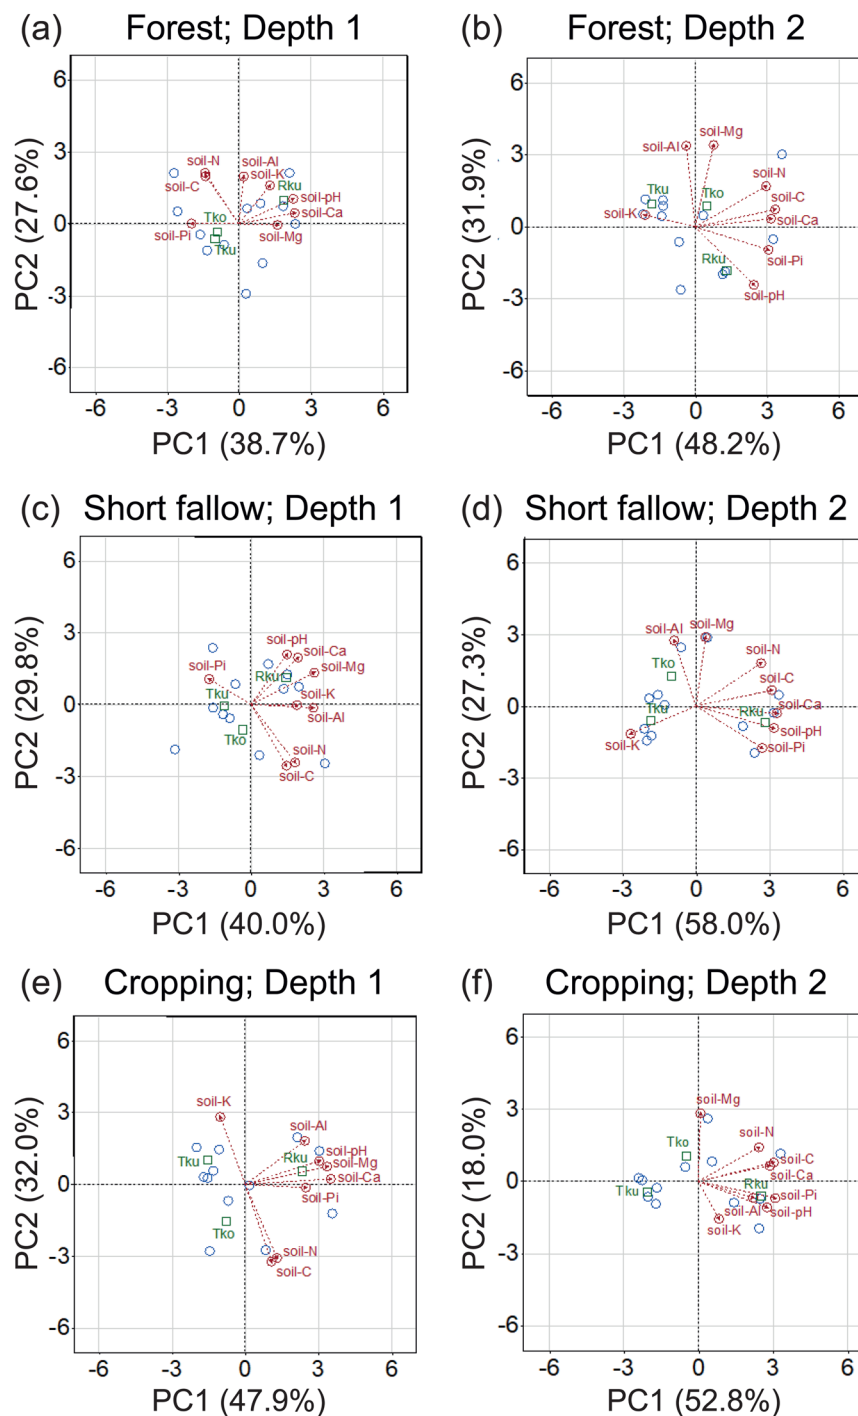 (a) Forest; Depth 1
PC2 (27.6%)
6
3
0
-3
-6
soil-N
soil-Al
soil-K
soil-C
Rku
soil-pH
soil-Ca
Tko
soil-Pi
soil-Mg
Tku
-6 -3 0 3 6
PC1 (38.7%)
(b) Forest; Depth 2
PC2 (31.9%)
6
3
0
-3
-6
soil-Al
soil-Mg
soil-N
Tku
Tko
soil-C
soil-K
soil-Ca
Rku
soil-Pi
soil-pH
-6 -3 0 3 6
PC1 (48.2%)
(c) Short fallow; Depth 1
PC2 (29.8%)
6
3
0
-3
-6
soil-pH
soil-Ca
soil-Pi
Rku
soil-Mg
Tku
soil-K
soil-Al
Tko
soil-N
soil-C
-6 -3 0 3 6
PC1 (40.0%)
(d) Short fallow; Depth 2
PC2 (27.3%)
6
3
0
-3
-6
soil-Al
soil-Mg
soil-N
Tko
soil-C
Tku
Rku
soil-Ca
soil-K
soil-pH
soil-Pi
-6 -3 0 3 6
PC1 (58.0%)
(e) Cropping; Depth 1
PC2 (32.0%)
6
3
0
-3
-6
soil-K
soil-Al
Tku
Rku
soil-pH
soil-Mg
soil-Ca
soil-Pi
Tko
soil-N
soil-C
-6 -3 0 3 6
PC1 (47.9%)
(f) Cropping; Depth 2
PC2 (18.0%)
6
3
0
-3
-6
soil-Mg
soil-N
Tko
soil-C
soil-Ca
Tku
Rku
soil-Pi
soil-Al
soil-pH
soil-K
-6 -3 0 3 6
PC1 (52.8%)